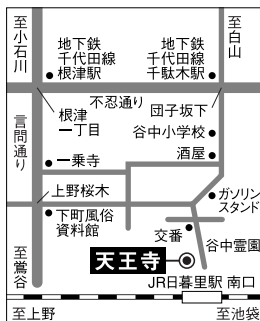 至小石川
地下鉄
千代田線
根津駅
地下鉄
千代田線
千駄木駅
至白山
不忍通り
根津
一丁目
団子坂下
言問通り
谷中小学校
一乗寺
酒屋
上野桜木
ガソリン
スタンド
下町風俗
資料館
交番
谷中霊園
天王寺
至鶯谷
JR日暮里駅 南口
至上野
至池袋